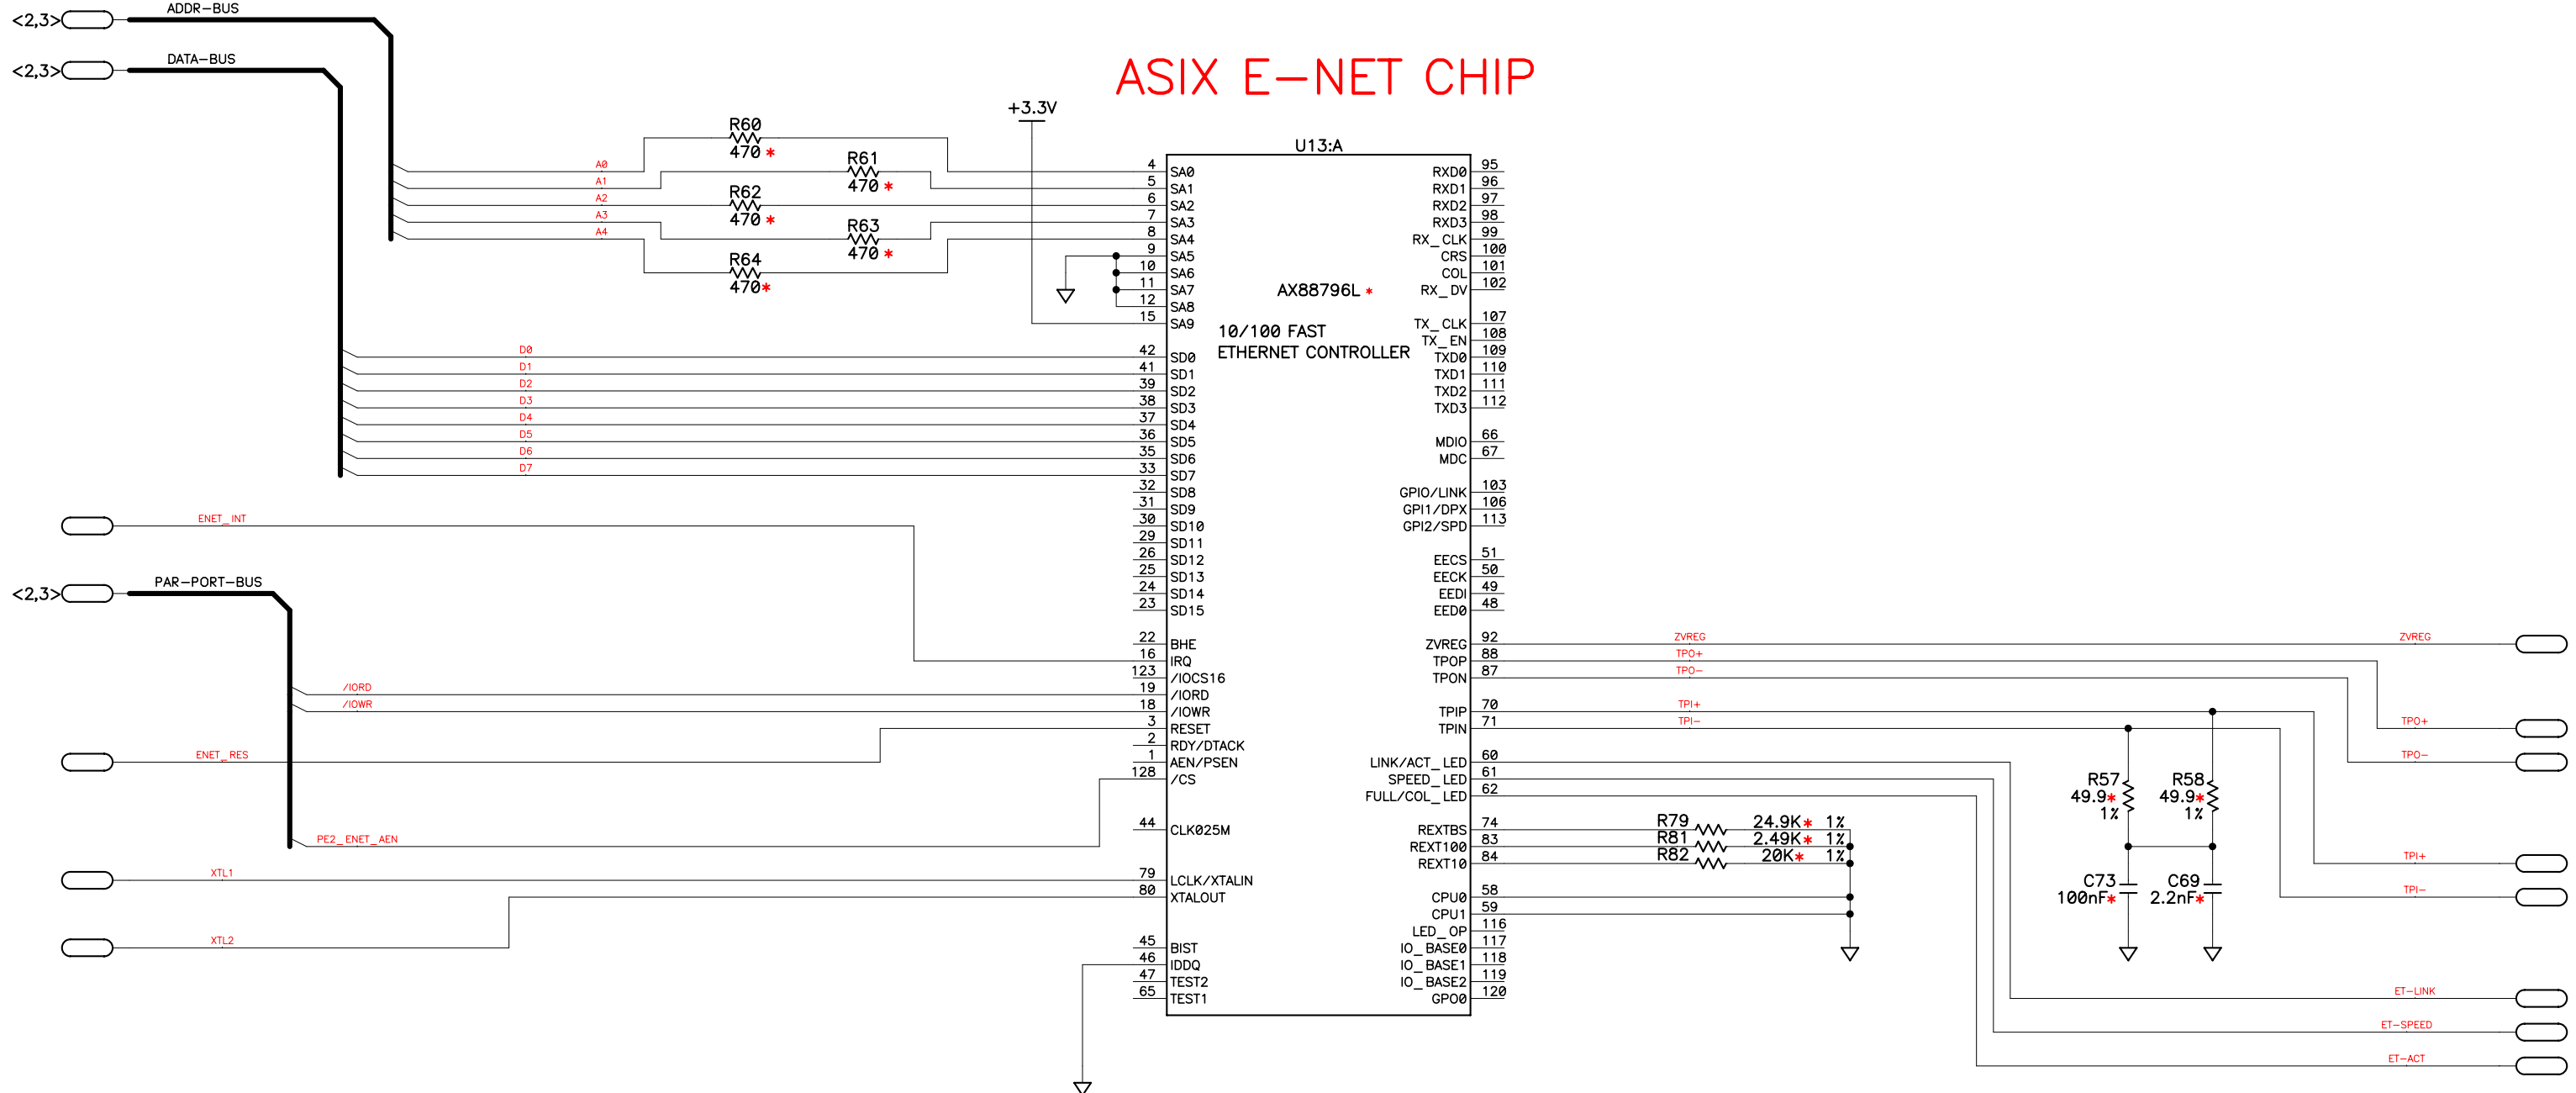 ASIX E-NET CHIP
<2,3>
ADDR-BUS
<2,3>
DATA-BUS
+3.3V
R60
470 *
R61
470 *
R62
470 *
R63
470 *
R64
470*
A0
A1
A2
A3
A4
D0
D1
D2
D3
D4
D5
D6
D7
ENET_INT
<2,3>
PAR-PORT-BUS
/IORD
/IOWR
ENET_RES
PE2_ENET_AEN
XTL1
XTL2
U13:A
AX88796L *
10/100 FAST
ETHERNET CONTROLLER
4 SA0
5 SA1
6 SA2
7 SA3
8 SA4
9 SA5
10 SA6
11 SA7
12 SA8
15 SA9
42 SD0
41 SD1
39 SD2
38 SD3
37 SD4
36 SD5
35 SD6
33 SD7
32 SD8
31 SD9
30 SD10
29 SD11
26 SD12
25 SD13
24 SD14
23 SD15
22 BHE
16 IRQ
123 /IOCS16
19 /IORD
18 /IOWR
3 RESET
2 RDY/DTACK
1 AEN/PSEN
128 /CS
44 CLKO25M
79 LCLK/XTALIN
80 XTALOUT
45 BIST
46 IDDQ
47 TEST2
65 TEST1
RXD0 95
RXD1 96
RXD2 97
RXD3 98
RX_CLK 99
CRS 100
COL 101
RX_DV 102
TX_CLK 107
TX_EN 108
TXD0 109
TXD1 110
TXD2 111
TXD3 112
MDIO 66
MDC 67
GPIO/LINK 103
GPI1/DPX 106
GPI2/SPD 113
EECS 51
EECK 50
EEDI 49
EED0 48
ZVREG 92
TPOP 88
TPON 87
TPIP 70
TPIN 71
LINK/ACT_LED 60
SPEED_LED 61
FULL/COL_LED 62
REXTBS 74
REXT100 83
REXT10 84
CPU0 58
CPU1 59
LED_OP 116
IO_BASE0 117
IO_BASE1 118
IO_BASE2 119
GPO0 120
ZVREG
TPO+
TPO-
TPI+
TPI-
R79 24.9K* 1%
R81 2.49K* 1%
R82 20K* 1%
R57
49.9*
1%
R58
49.9*
1%
C73
100nF*
C69
2.2nF*
ZVREG
TPO+
TPO-
TPI+
TPI-
ET-LINK
ET-SPEED
ET-ACT